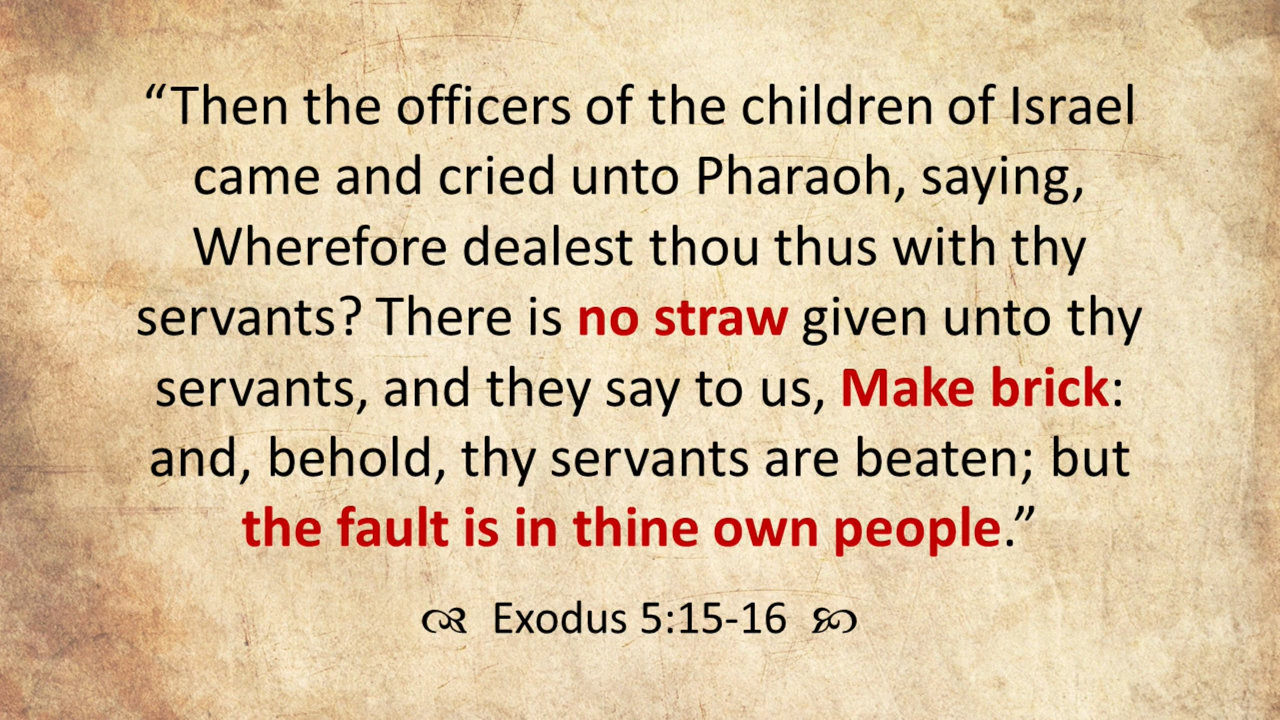 “Then the officers of the children of Israel
came and cried unto Pharaoh, saying,
Wherefore dealest thou thus with thy
servants? There is no straw given unto thy
servants, and they say to us, Make brick:
and, behold, thy servants are beaten; but
the fault is in thine own people.”
Exodus 5:15-16